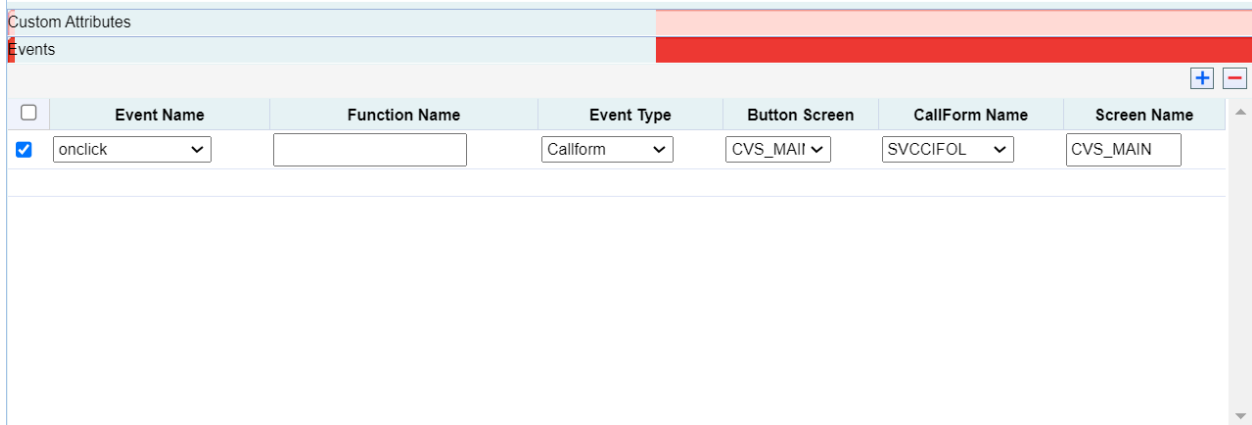 Custom Attributes
Events
Event Name Function Name Event Type Button Screen CallForm Name Screen Name
onclick Callform CVS_MAIN SVCCIFOL CVS_MAIN